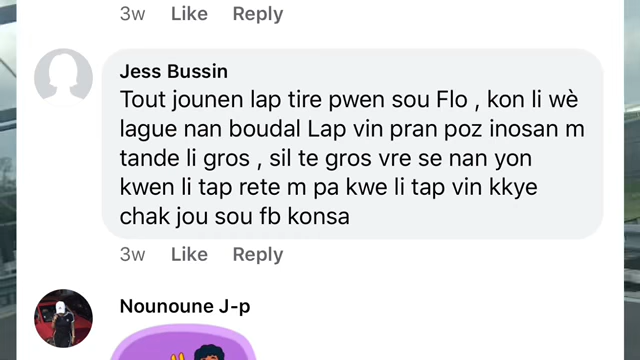 3w Like Reply
Jess Bussin
Tout jounen lap tire pwen sou Flo , kon li wè
lague nan boudal Lap vin pran poz inosan m
tande li gros , sil te gros vre se nan yon
kwen li tap rete m pa kwe li tap vin kkye
chak jou sou fb konsa
3w Like Reply
Nounoune J-p